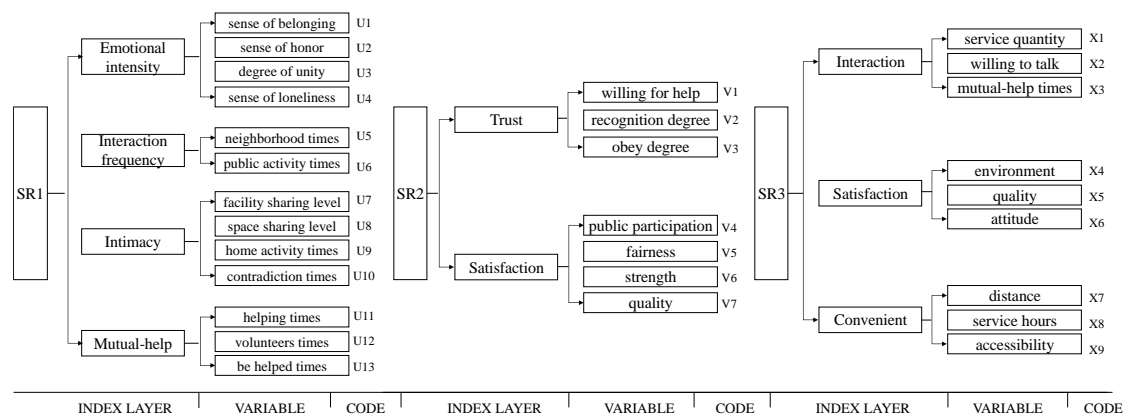 SR1
Emotional
intensity
sense of belonging U1
sense of honor U2
degree of unity U3
sense of loneliness U4
Interaction
frequency
neighborhood times U5
public activity times U6
Intimacy
facility sharing level U7
space sharing level U8
home activity times U9
contradiction times U10
Mutual-help
helping times U11
volunteers times U12
be helped times U13
SR2
Trust
willing for help V1
recognition degree V2
obey degree V3
Satisfaction
public participation V4
fairness V5
strength V6
quality V7
SR3
Interaction
service quantity X1
willing to talk X2
mutual-help times X3
Satisfaction
environment X4
quality X5
attitude X6
Convenient
distance X7
service hours X8
accessibility X9
INDEX LAYER VARIABLE CODE INDEX LAYER VARIABLE CODE INDEX LAYER VARIABLE CODE